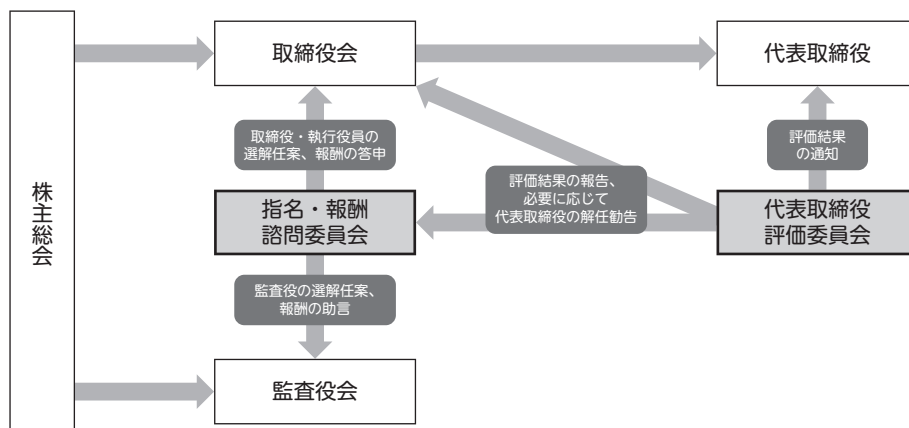 株主総会
取締役会
代表取締役
取締役・執行役員の
選解任案、報酬の答申
評価結果
の通知
評価結果の報告、
必要に応じて
代表取締役の解任勧告
指名・報酬
諮問委員会
代表取締役
評価委員会
監査役の選解任案、
報酬の助言
監査役会